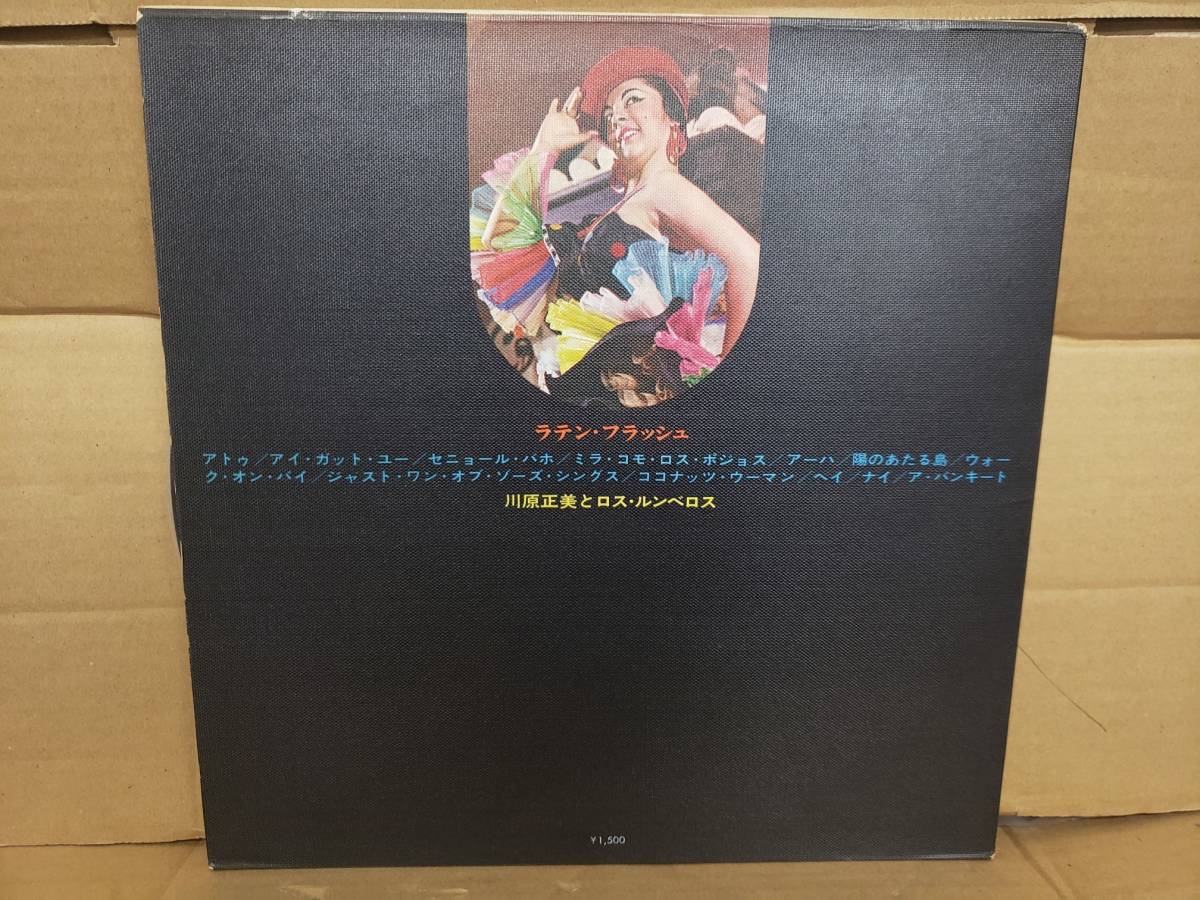 ラテン・フラッシュ
アトゥ/アイ・ガット・ユー/セニョール・バホ/ミラ・コモ・ロス・ポジョス/アーハ/陽のあたる島/ウォー
ク・オン・バイ/ジャスト・ワン・オブ・ゾーズ・シングス/ココナッツ・ウーマン/ヘイ/ナイ/ア・バンキート
川原正美とロス・ルンベロス
¥1,500